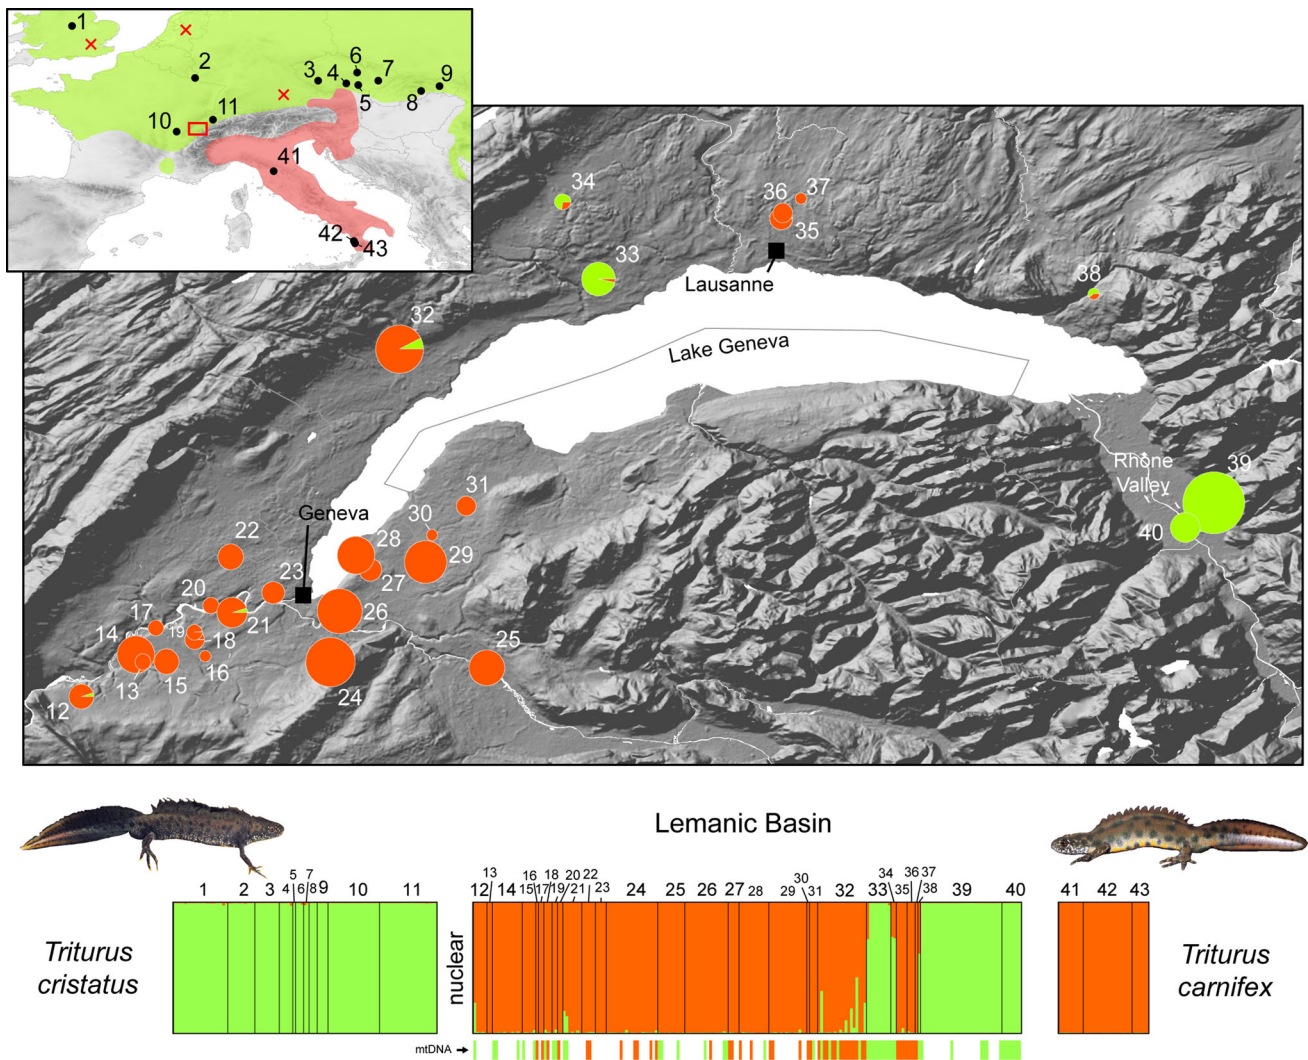 1
2
3
4
5
6
7
8
9
10
11
41
42
43
34
36
37
35
33
Lausanne
38
32
Lake Geneva
Rhone
Valley
39
40
31
Geneva
30
28
29
27
22
23
20
21
26
17
19
18
14
16
15
13
12
24
25
Lemanic Basin
Triturus
cristatus
1 2 3 4 5 6 7 8 9 10 11
nuclear
12 13 14 15 16 17 18 19 20 21 22 23 24 25 26 27 28 29 30 31 32 33 34 35 36 37 38 39 40
41 42 43
Triturus
carnifex
mtDNA